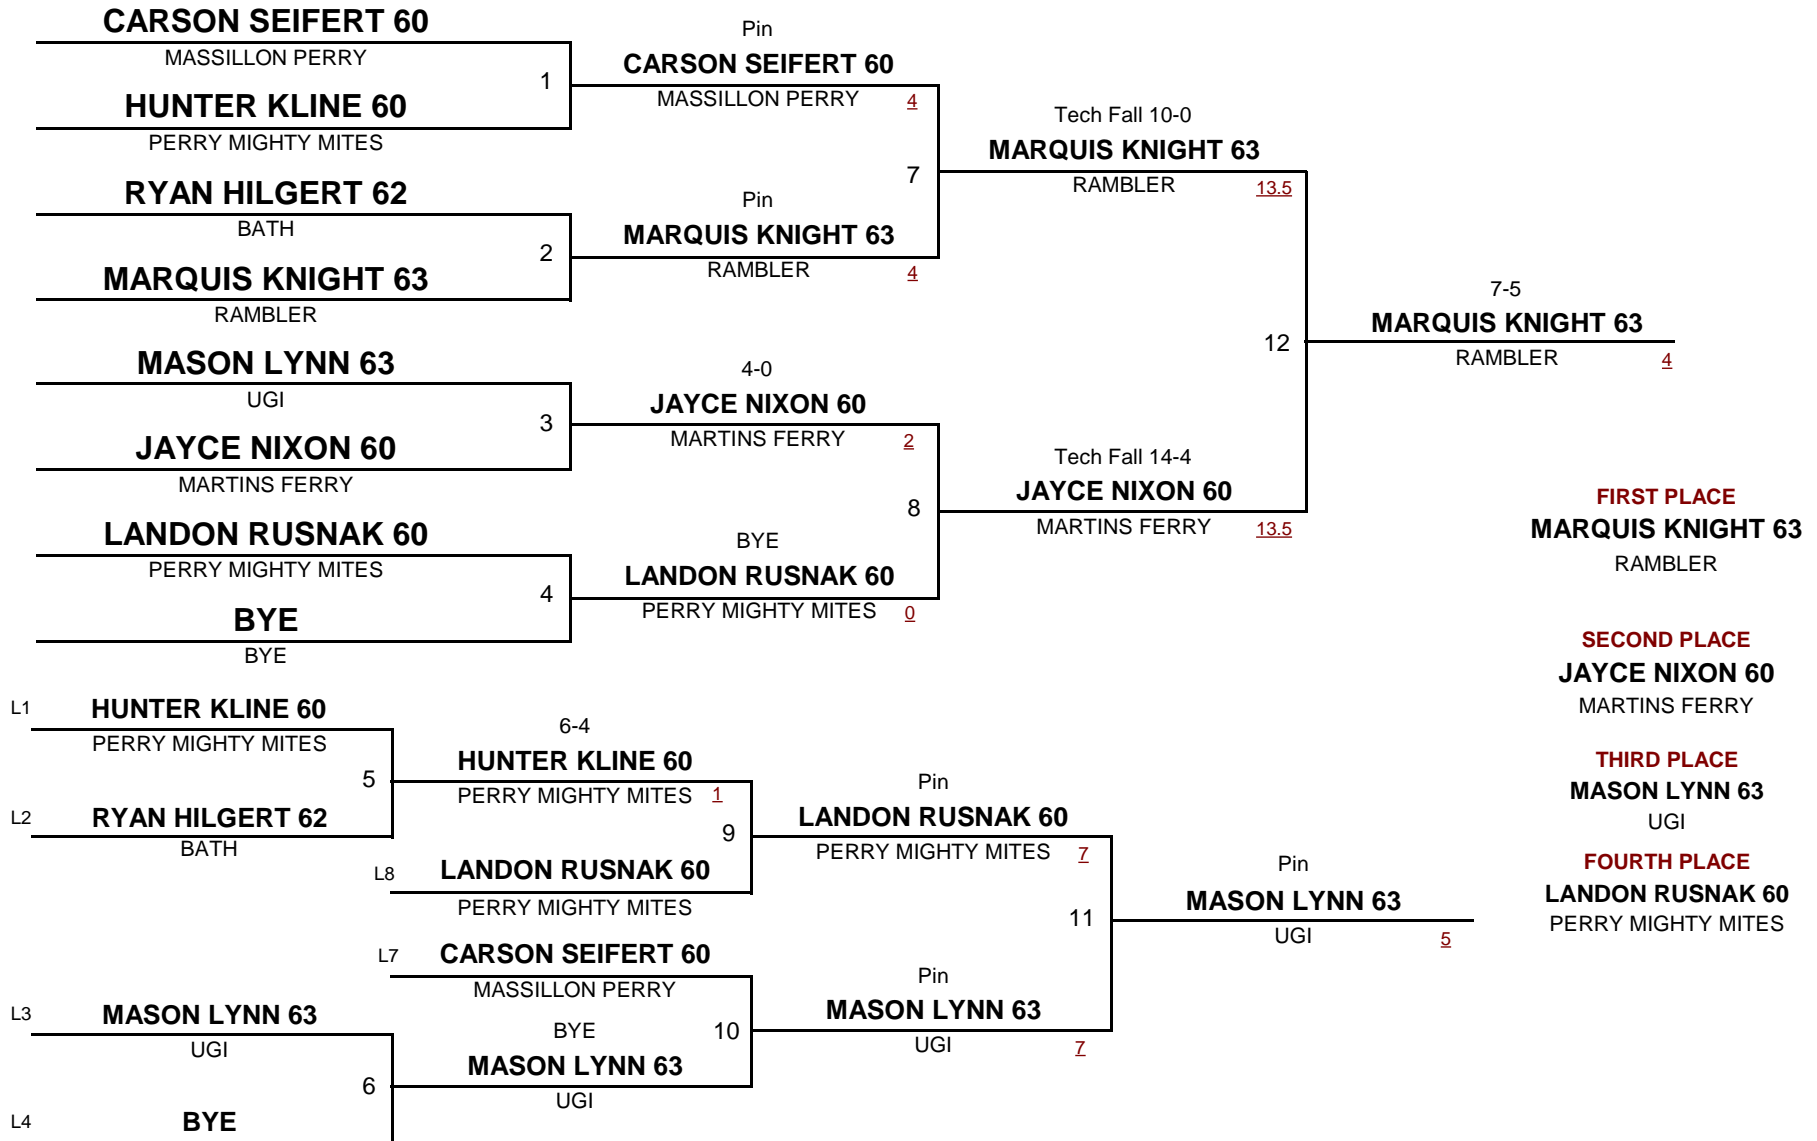 CARSON SEIFERT 60
MASSILLON PERRY
1
HUNTER KLINE 60
PERRY MIGHTY MITES
RYAN HILGERT 62
BATH
2
MARQUIS KNIGHT 63
RAMBLER
MASON LYNN 63
UGI
3
JAYCE NIXON 60
MARTINS FERRY
LANDON RUSNAK 60
PERRY MIGHTY MITES
4
BYE
BYE
Pin
CARSON SEIFERT 60
MASSILLON PERRY 4
7
Pin
MARQUIS KNIGHT 63
RAMBLER 4
4-0
JAYCE NIXON 60
MARTINS FERRY 2
8
BYE
LANDON RUSNAK 60
PERRY MIGHTY MITES 0
Tech Fall 10-0
MARQUIS KNIGHT 63
RAMBLER 13.5
12
Tech Fall 14-4
JAYCE NIXON 60
MARTINS FERRY 13.5
7-5
MARQUIS KNIGHT 63
RAMBLER 4
L1 HUNTER KLINE 60
PERRY MIGHTY MITES
5
L2 RYAN HILGERT 62
BATH
6-4
HUNTER KLINE 60
PERRY MIGHTY MITES 1
9
L8 LANDON RUSNAK 60
PERRY MIGHTY MITES
L7 CARSON SEIFERT 60
MASSILLON PERRY
10
BYE
MASON LYNN 63
UGI
L3 MASON LYNN 63
UGI
6
L4 BYE
Pin
LANDON RUSNAK 60
PERRY MIGHTY MITES 7
11
Pin
MASON LYNN 63
UGI 7
Pin
MASON LYNN 63
UGI 5
FIRST PLACE
MARQUIS KNIGHT 63
RAMBLER
SECOND PLACE
JAYCE NIXON 60
MARTINS FERRY
THIRD PLACE
MASON LYNN 63
UGI
FOURTH PLACE
LANDON RUSNAK 60
PERRY MIGHTY MITES